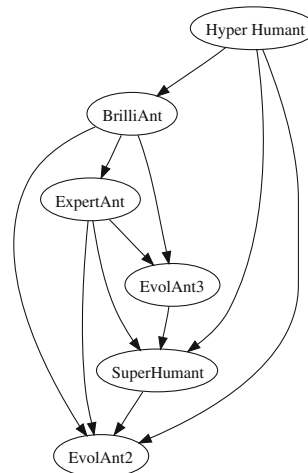 Hyper Humant
BrilliAnt
ExpertAnt
EvolAnt3
SuperHumant
EvolAnt2